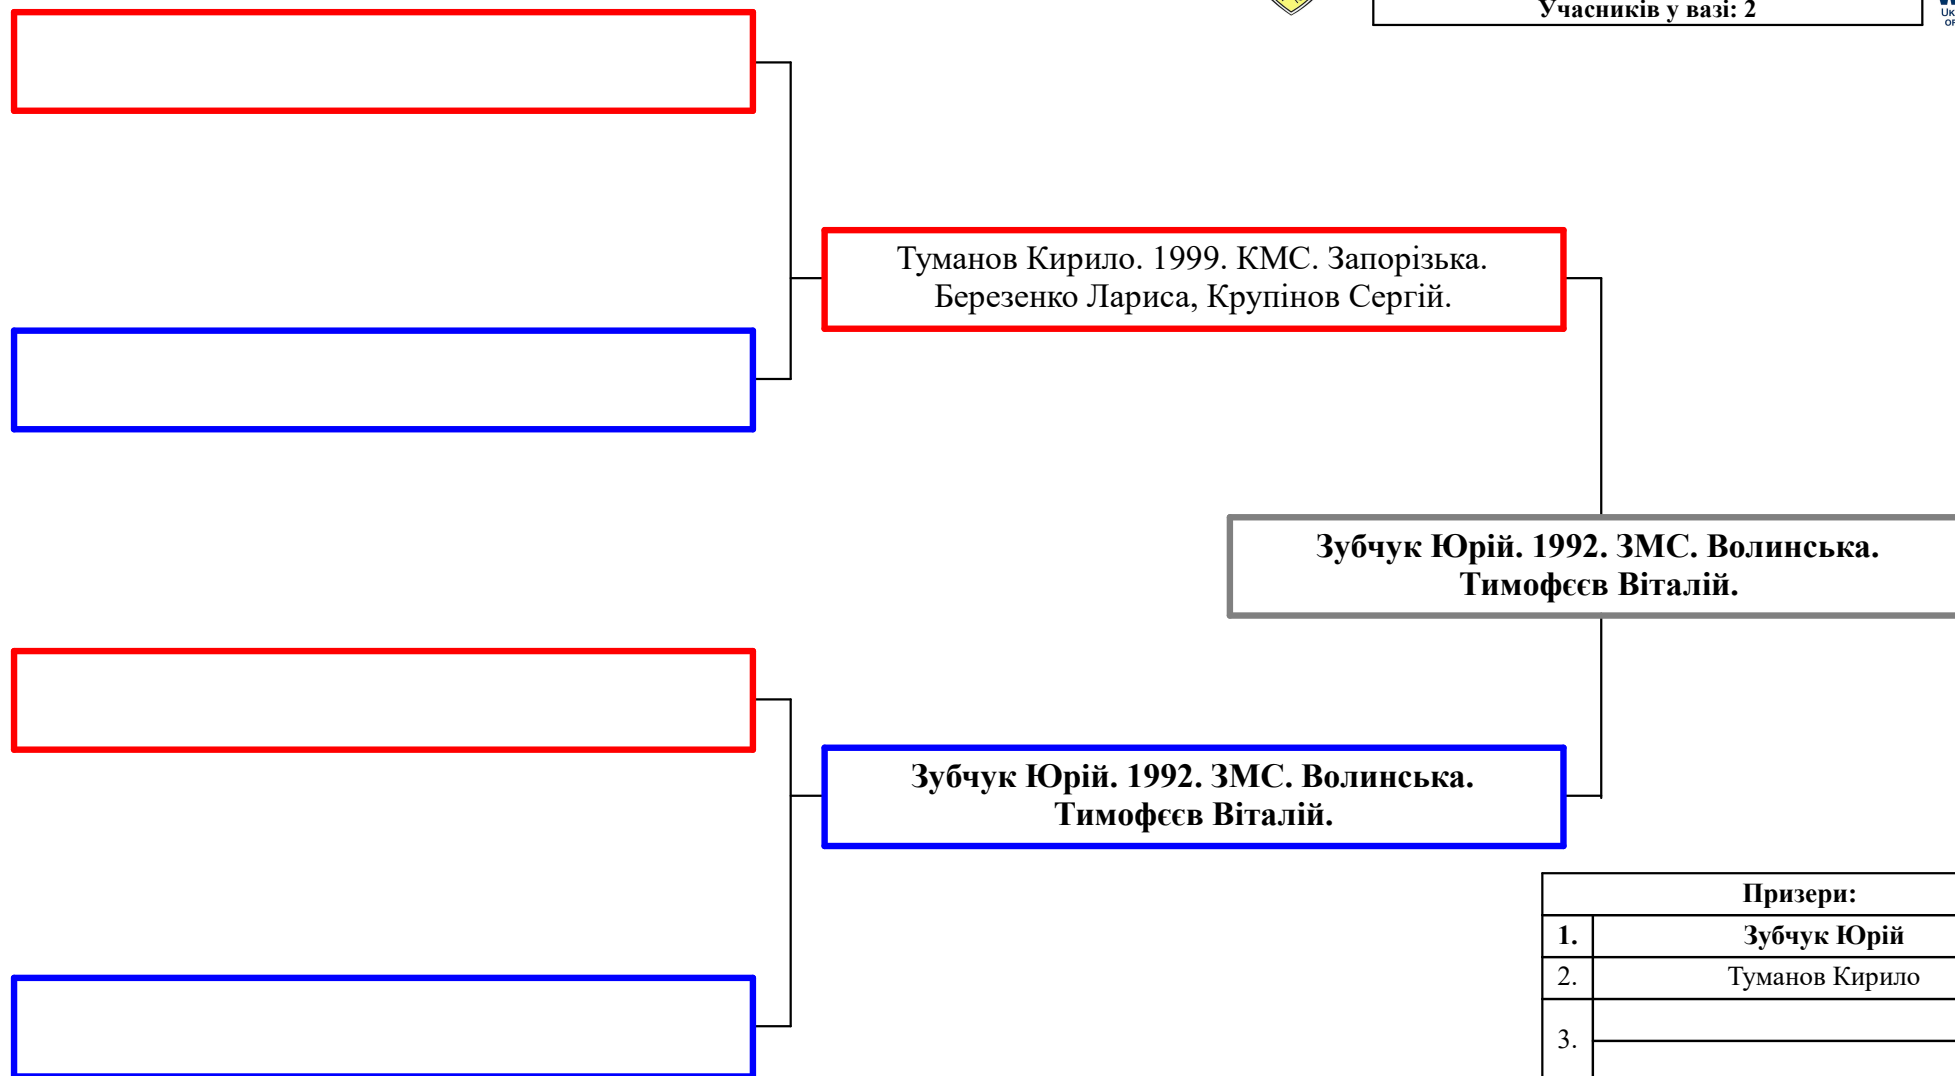 Учасників у вазі: 2
Туманов Кирило. 1999. КМС. Запорізька.
Березенко Лариса, Крупінов Сергій.
Зубчук Юрій. 1992. ЗМС. Волинська.
Тимофєєв Віталій.
Зубчук Юрій. 1992. ЗМС. Волинська.
Тимофєєв Віталій.
Призери:
1. Зубчук Юрій
2. Туманов Кирило
3.